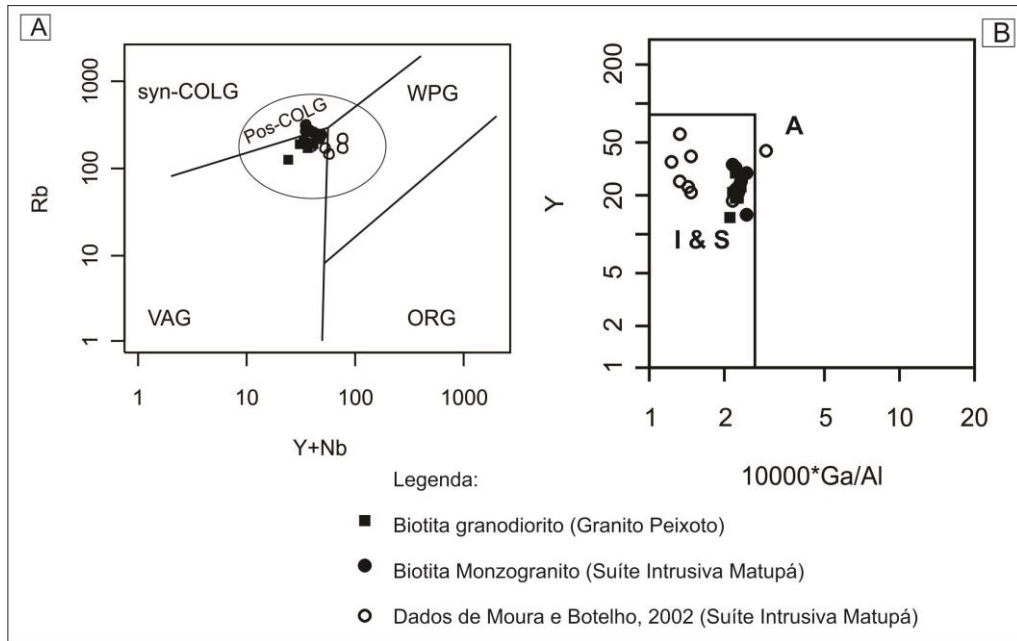 A
syn-COLG
Pos-COLG
WPG
VAG
ORG
Rb
1000
100
10
1
1
10
100
1000
Y+Nb
B
A
I & S
Y
200
50
20
5
2
1
1
2
5
10
20
10000*Ga/Al
Legenda:
Biotita granodiorito (Granito Peixoto)
Biotita Monzogranito (Suíte Intrusiva Matupá)
Dados de Moura e Botelho, 2002 (Suíte Intrusiva Matupá)